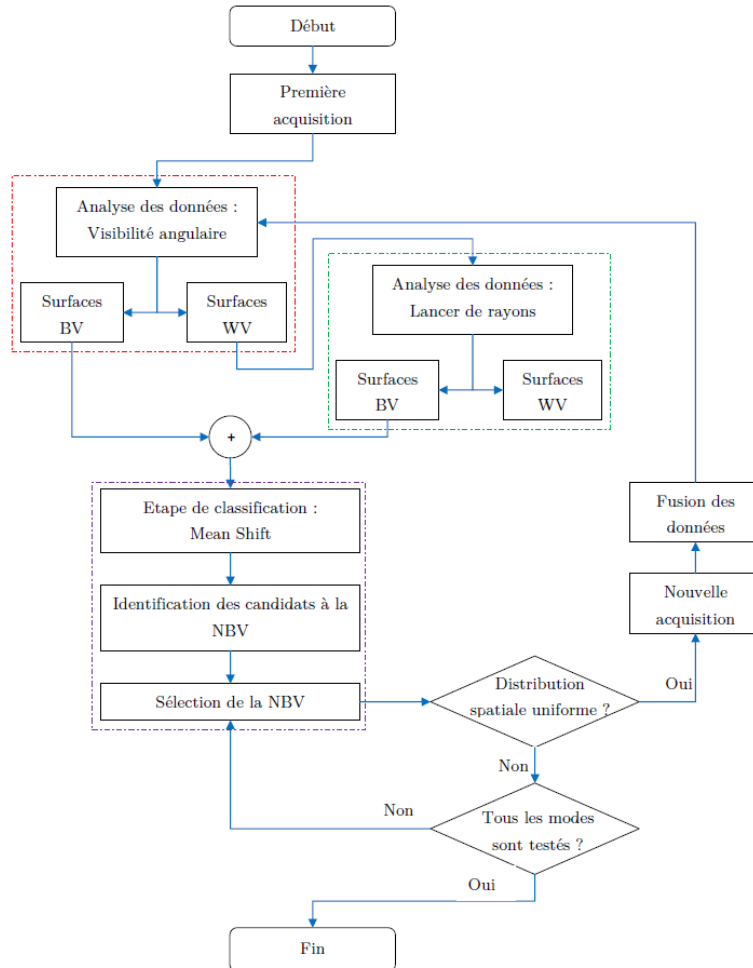 Début
Première
acquisition
Analyse des données :
Visibilité angulaire
Surfaces
BV
Surfaces
WV
Analyse des données :
Lancer de rayons
Surfaces
BV
Surfaces
WV
+
Etape de classification :
Mean Shift
Identification des candidats à la
NBV
Sélection de la NBV
Fusion des
données
Nouvelle
acquisition
Distribution
spatiale uniforme ?
Oui
Non
Tous les modes
sont testés ?
Non
Oui
Fin